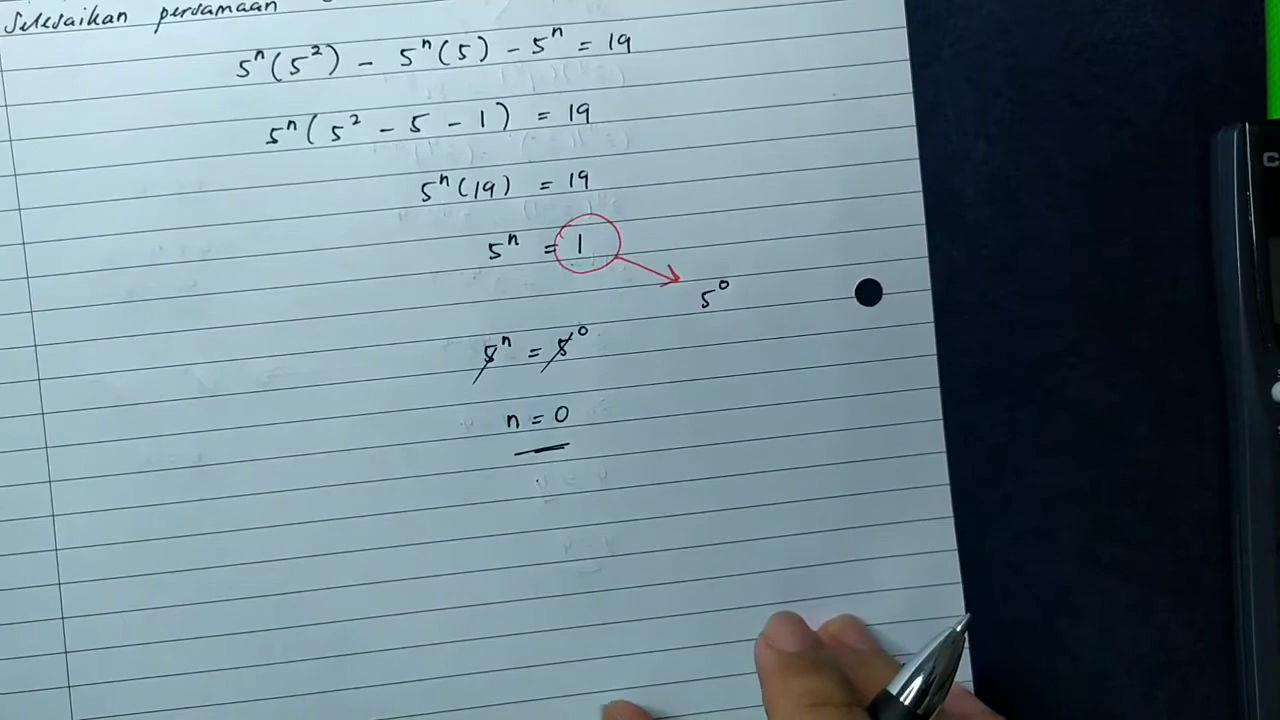 Selesaikan persamaan
5ⁿ(5²) - 5ⁿ(5) - 5ⁿ = 19
5ⁿ(5² - 5 - 1) = 19
5ⁿ(19) = 19
5ⁿ = 1
5⁰
5ⁿ = 5⁰
n = 0